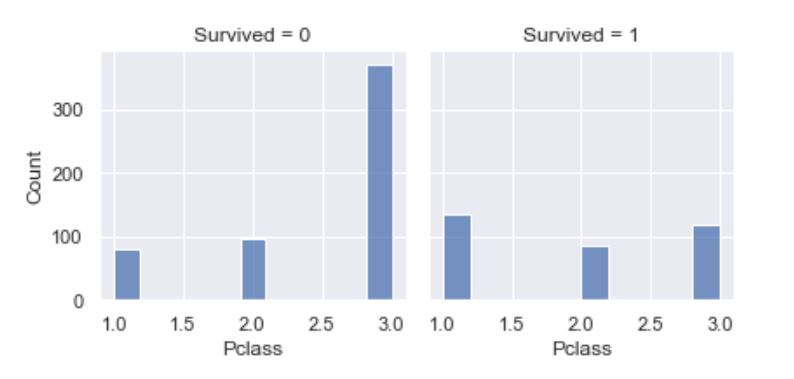 Survived = 0
Survived = 1
Count
300
200
100
0
1.0 1.5 2.0 2.5 3.0
1.0 1.5 2.0 2.5 3.0
Pclass
Pclass